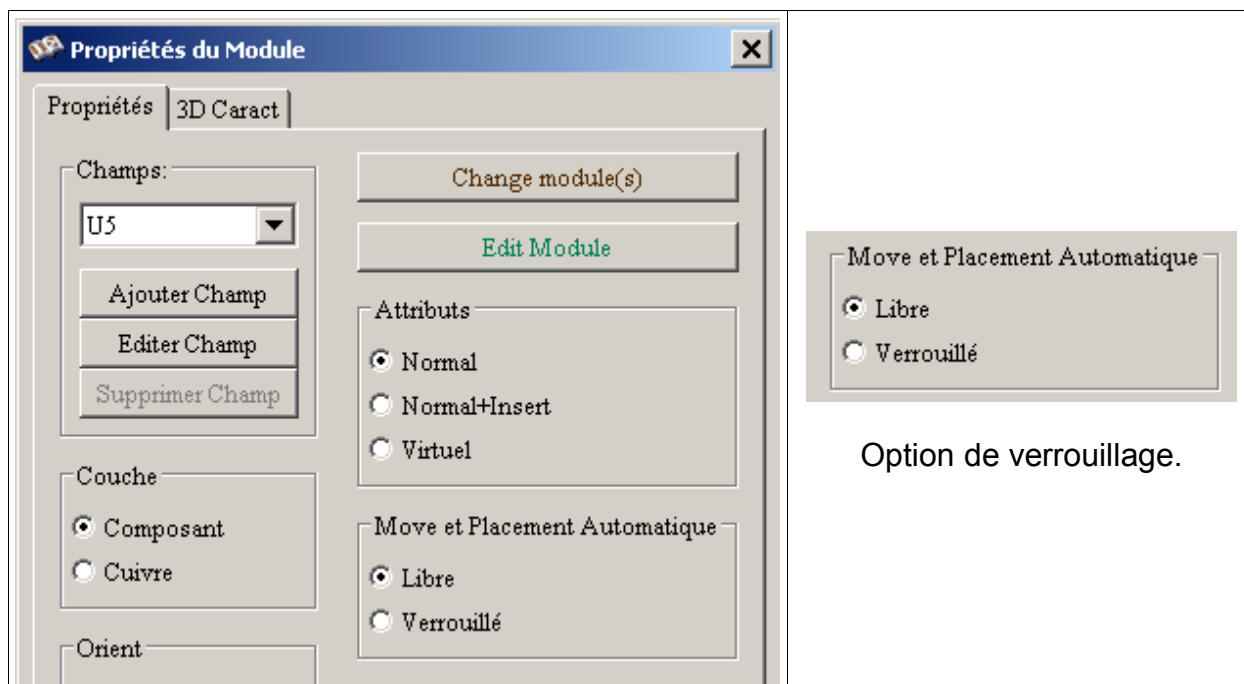 Propriétés du Module
Propriétés
3D Caract
Champs:
U5
Ajouter Champ
Editer Champ
Supprimer Champ
Couche
Composant
Cuivre
Orient
Change module(s)
Edit Module
Attributs
Normal
Normal+Insert
Virtuel
Move et Placement Automatique
Libre
Verrouillé
Move et Placement Automatique
Libre
Verrouillé
Option de verrouillage.